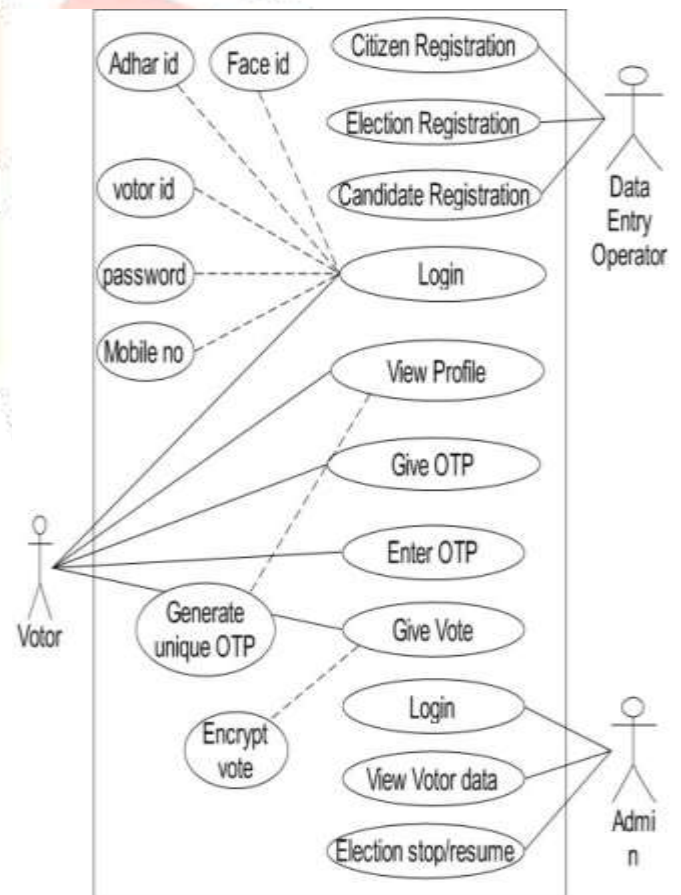 Adhar id
Face id
Citizen Registration
Election Registration
votor id
Candidate Registration
Data
Entry
Operator
password
Login
Mobile no
View Profile
Give OTP
Enter OTP
Votor
Generate
unique OTP
Give Vote
Login
Encrypt
vote
View Votor data
Admi
n
Election stop/resume